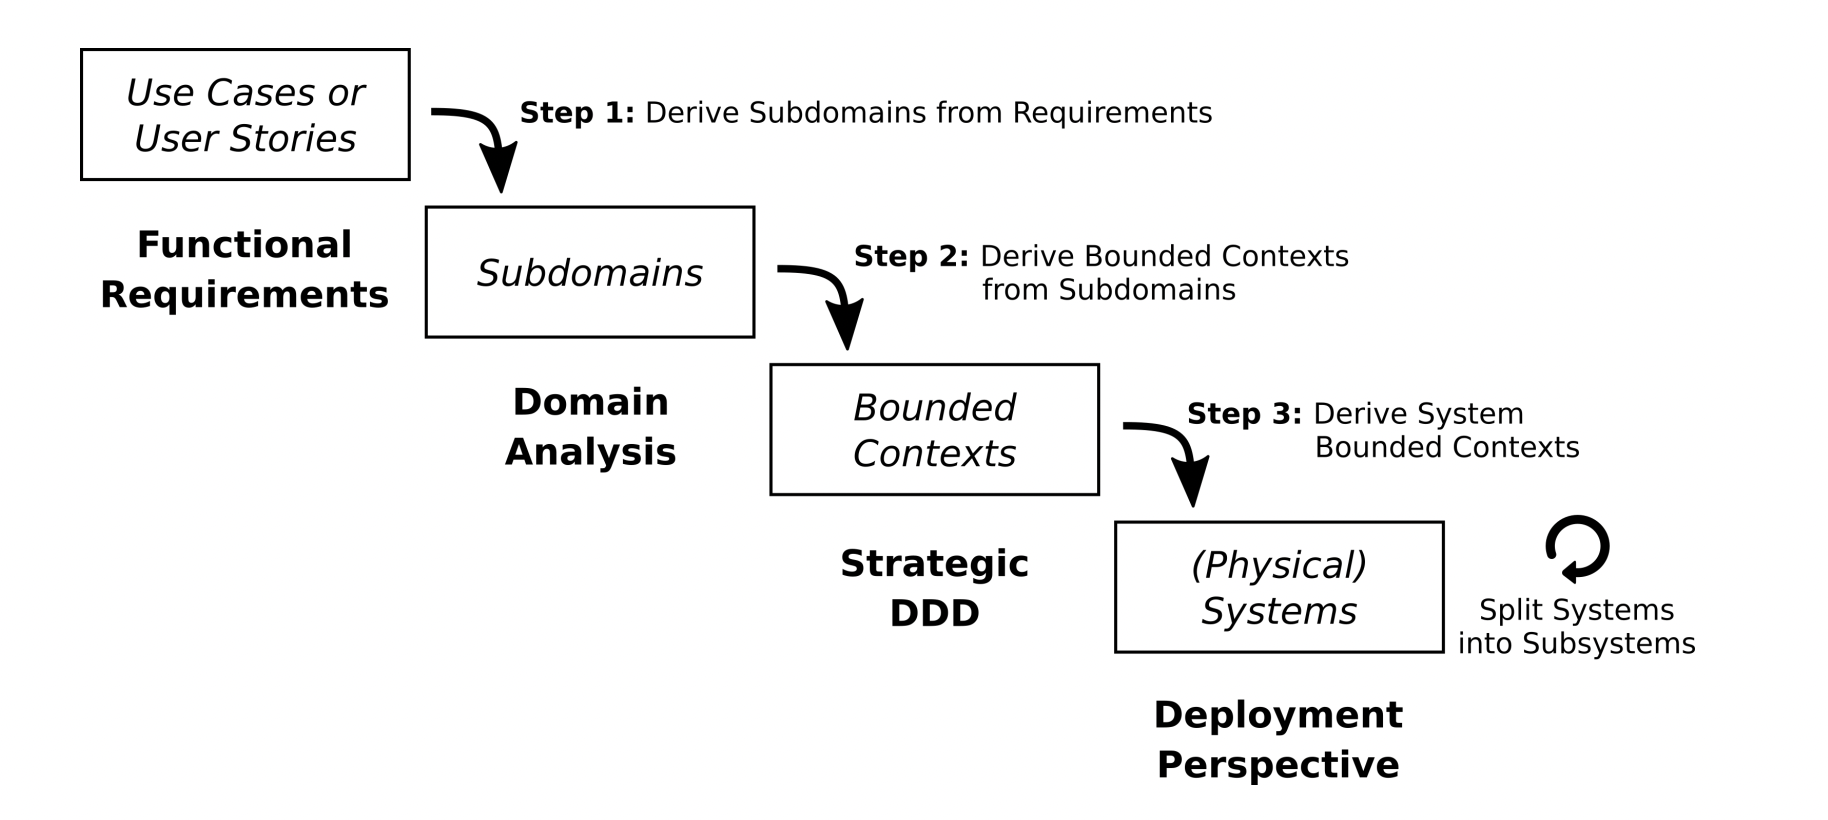 Use Cases or
User Stories
Step 1: Derive Subdomains from Requirements
Functional
Requirements
Subdomains
Step 2: Derive Bounded Contexts
from Subdomains
Domain
Analysis
Bounded
Contexts
Step 3: Derive System
Bounded Contexts
Strategic
DDD
(Physical)
Systems
Split Systems
into Subsystems
Deployment
Perspective